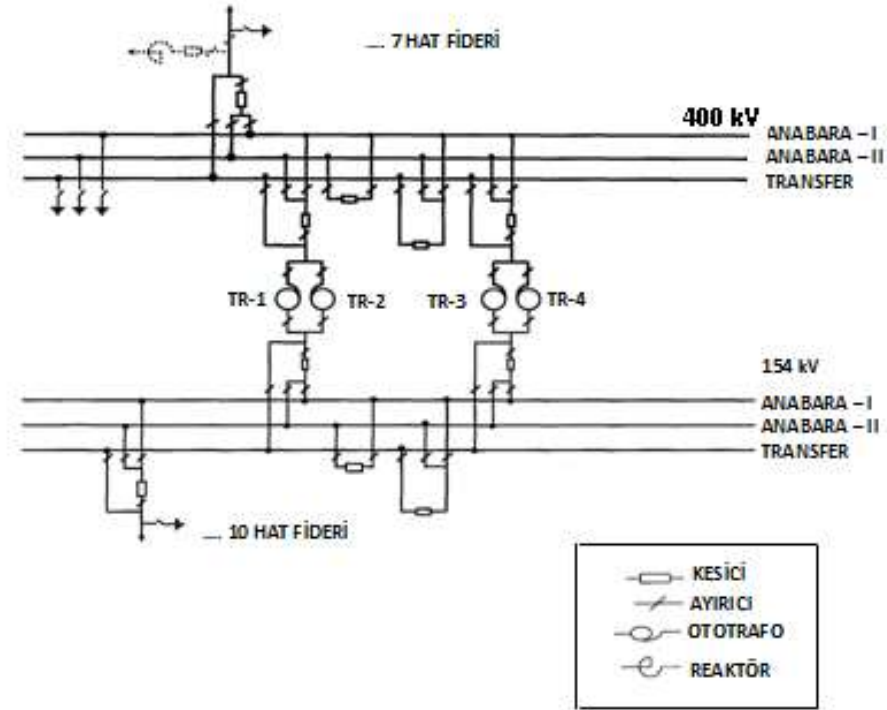 ... 7 HAT FİDERİ
400 kV
ANABARA – I
ANABARA – II
TRANSFER
TR-1
TR-2
TR-3
TR-4
154 kV
ANABARA – I
ANABARA – II
TRANSFER
... 10 HAT FİDERİ
KESİCİ
AYIRICI
OTOTRAFO
REAKTÖR